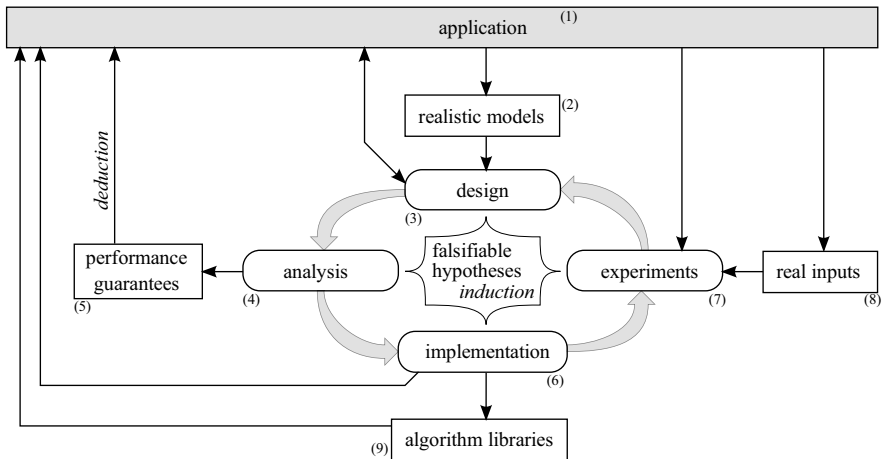 application
(1)
realistic models
(2)
deduction
design
(3)
falsifiable
hypotheses
induction
performance
guarantees
(5)
analysis
(4)
experiments
(7)
real inputs
(8)
implementation
(6)
algorithm libraries
(9)